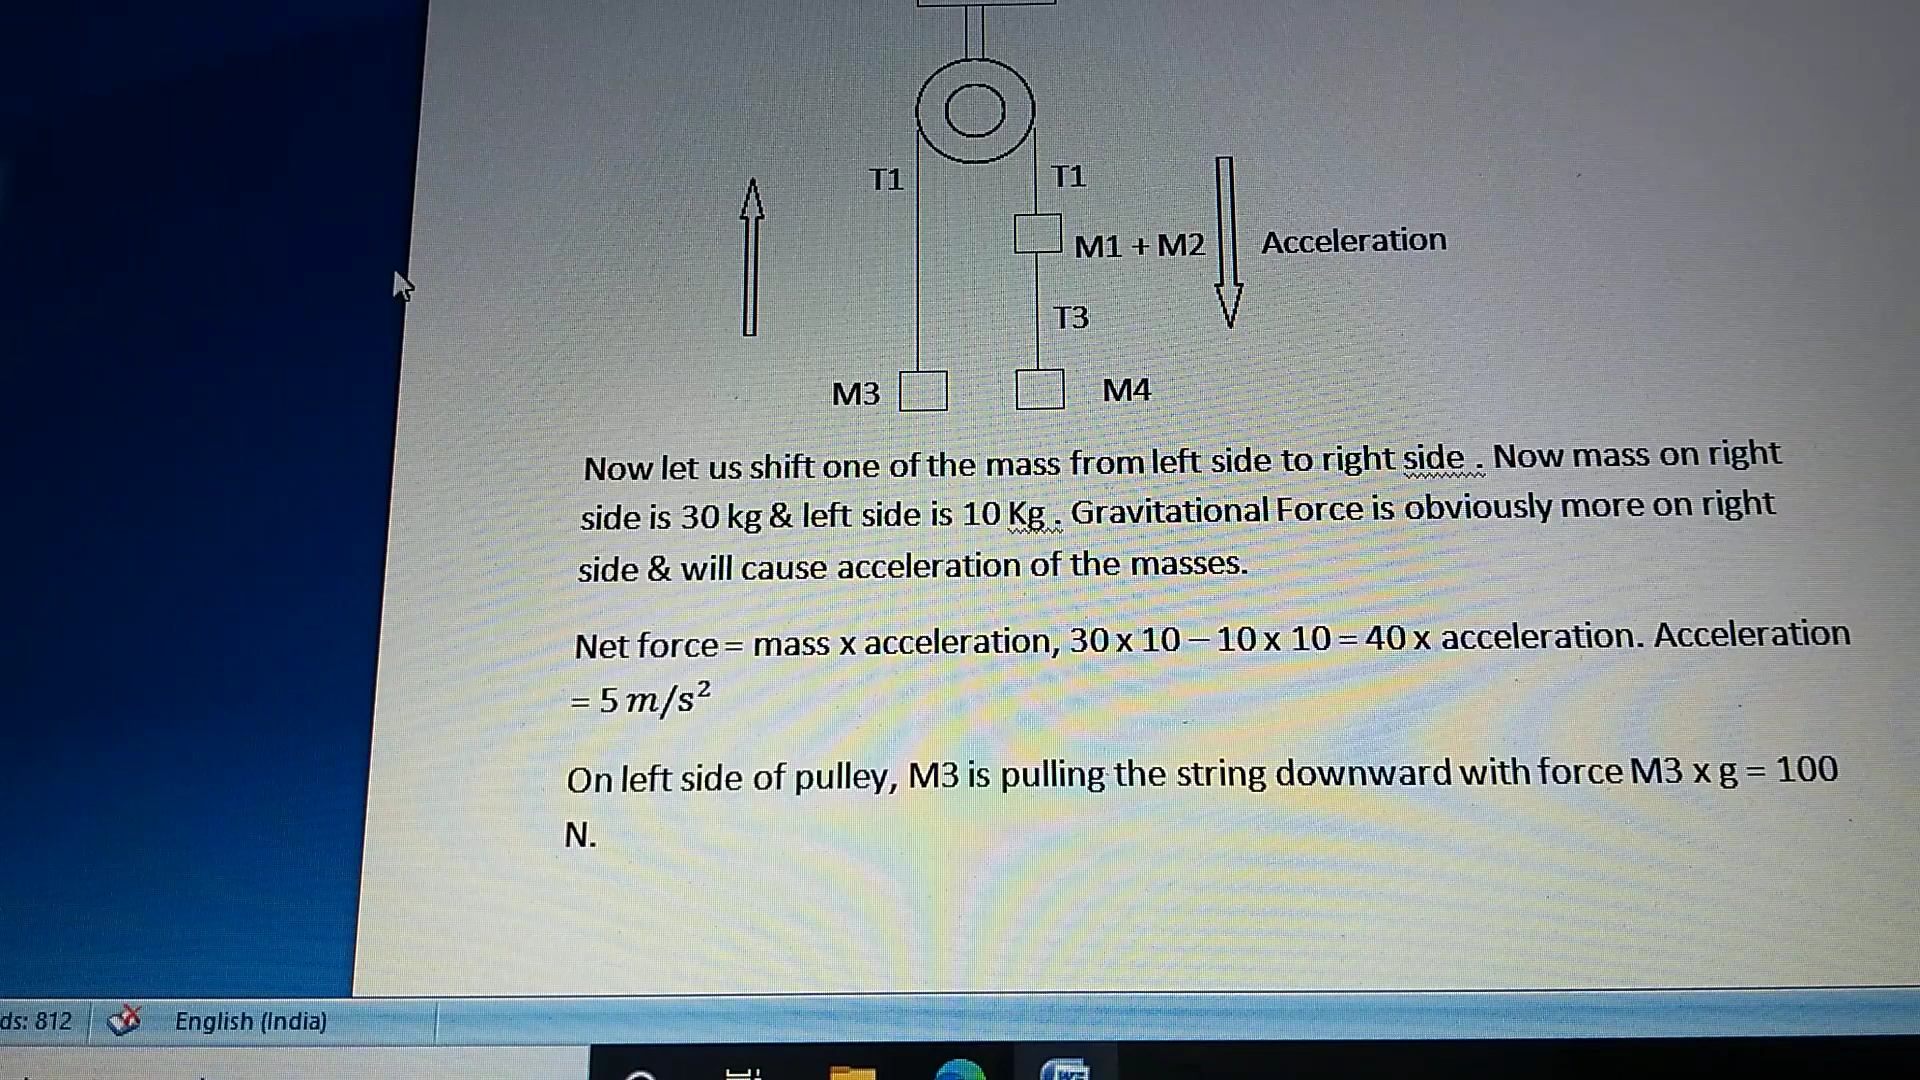 T1 T1
M1 + M2 Acceleration
T3
M3 M4
Now let us shift one of the mass from left side to right side . Now mass on right
side is 30 kg & left side is 10 Kg . Gravitational Force is obviously more on right
side & will cause acceleration of the masses.
Net force = mass x acceleration, 30 x 10 – 10 x 10 = 40 x acceleration. Acceleration
= 5 m/s²
On left side of pulley, M3 is pulling the string downward with force M3 x g = 100
N.
ds: 812 English (India)